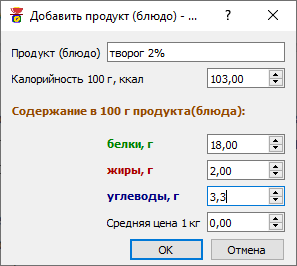 Добавить продукт (блюдо) - ...
Продукт (блюдо) творог 2%
Калорийность 100 г, ккал 103,00
Содержание в 100 г продукта(блюда):
белки, г 18,00
жиры, г 2,00
углеводы, г 3,3
Средняя цена 1 кг 0,00
OK Отмена